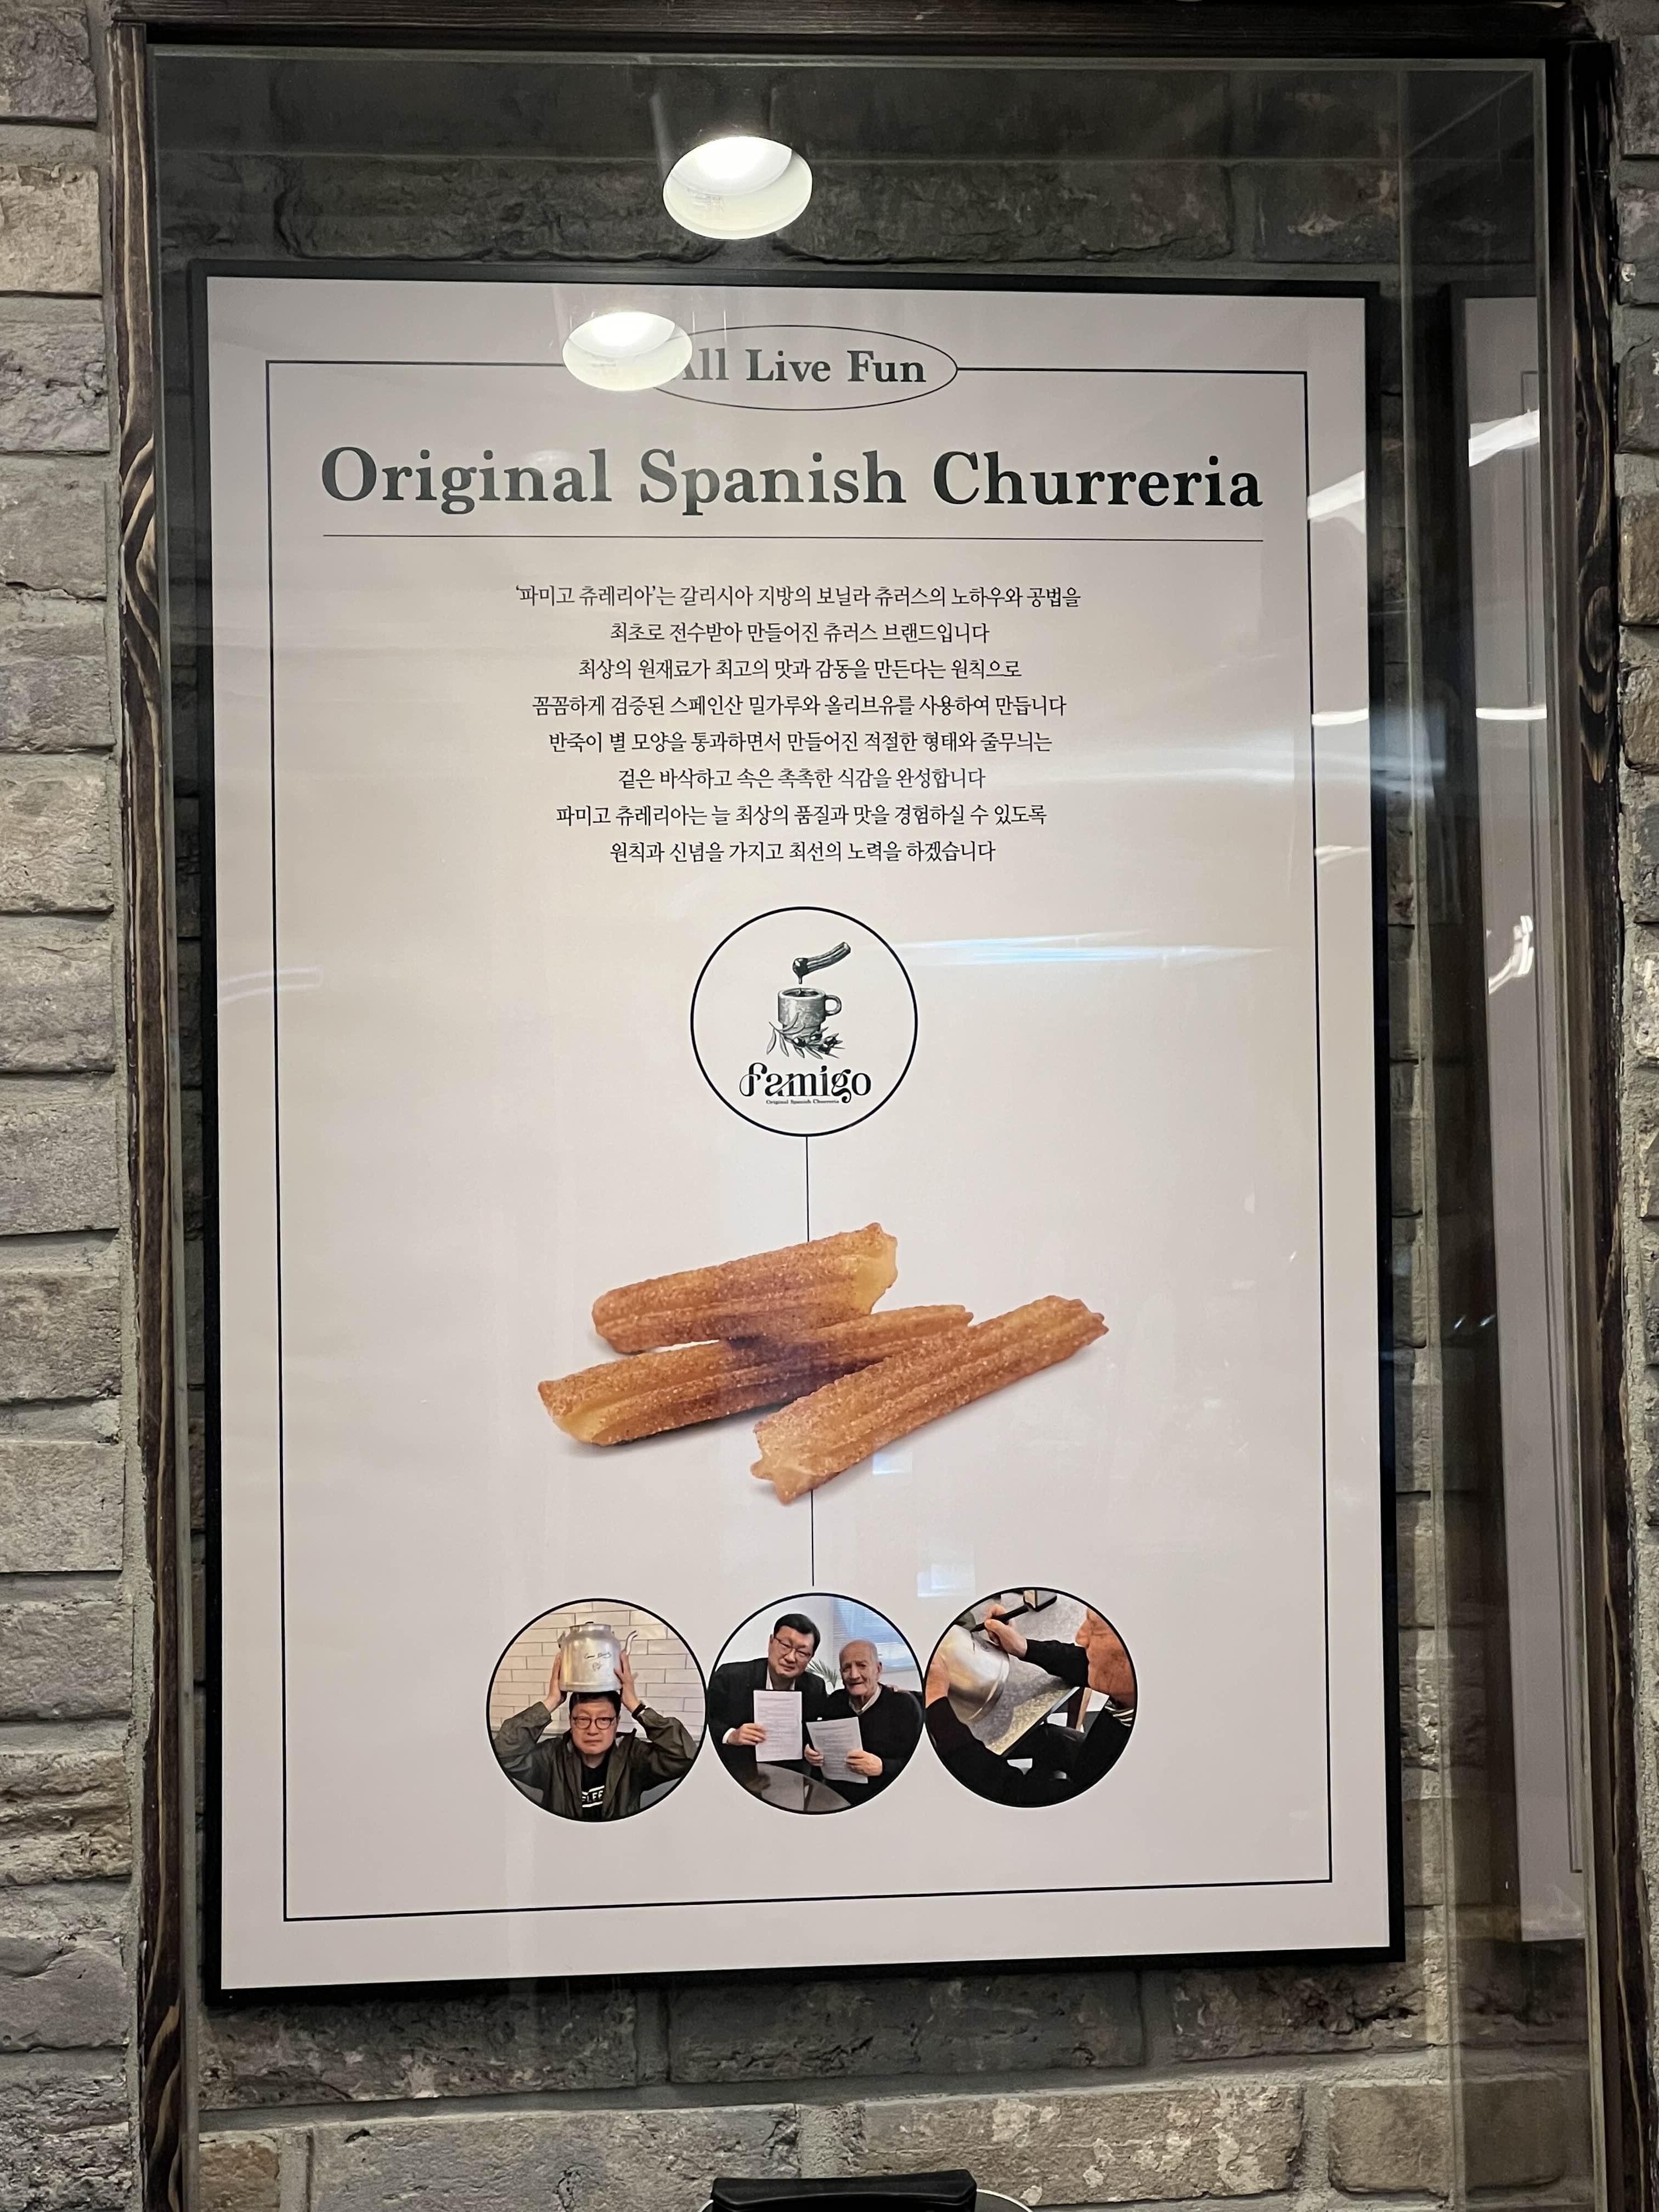 All Live Fun
Original Spanish Churreria
‘파미고 츄레리아’는 갈리시아 지방의 보닐라 츄러스의 노하우와 공법을
최초로 전수받아 만들어진 츄러스 브랜드입니다
최상의 원재료가 최고의 맛과 감동을 만든다는 원칙으로
꼼꼼하게 검증된 스페인산 밀가루와 올리브유를 사용하여 만듭니다
반죽이 별 모양을 통과하면서 만들어진 적절한 형태와 줄무늬는
겉은 바삭하고 속은 촉촉한 식감을 완성합니다
파미고 츄레리아는 늘 최상의 품질과 맛을 경험하실 수 있도록
원칙과 신념을 가지고 최선의 노력을 하겠습니다
famigo
Original Spanish Churreria